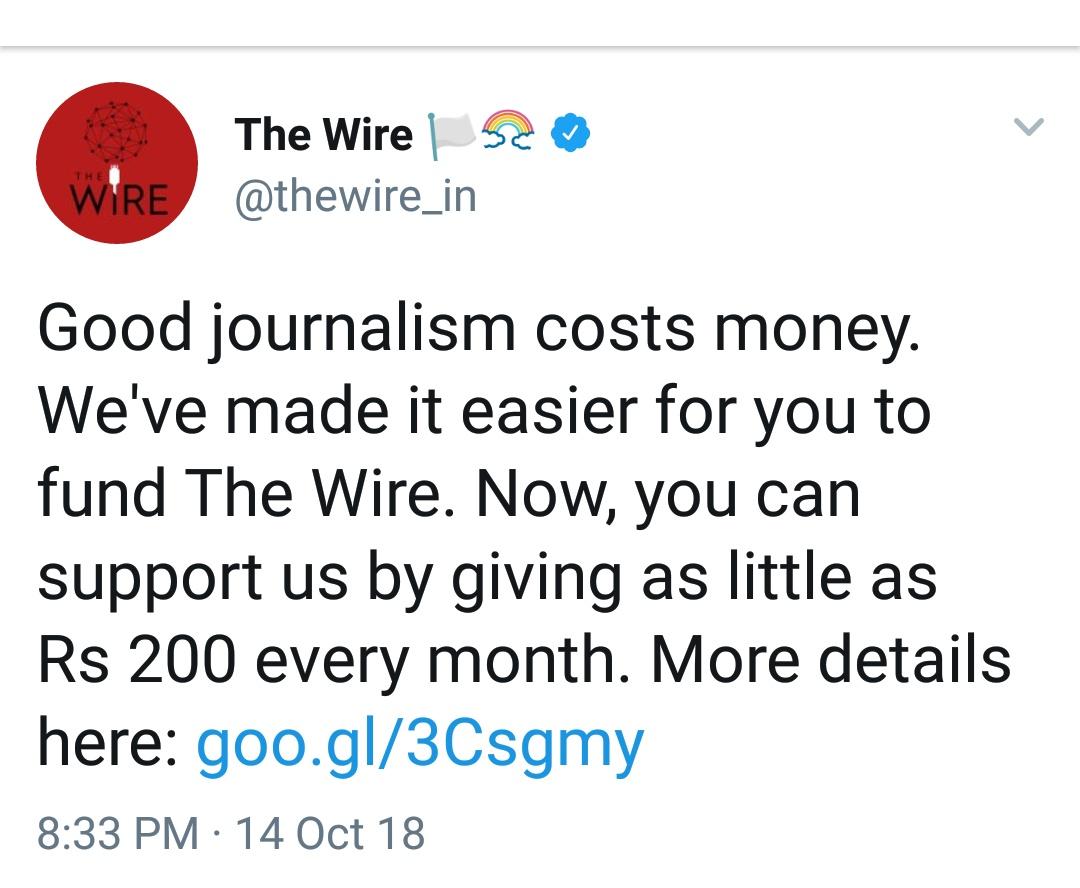 THE
WIRE
The Wire 🏳️🌈
@thewire_in
Good journalism costs money.
We've made it easier for you to
fund The Wire. Now, you can
support us by giving as little as
Rs 200 every month. More details
here: goo.gl/3Csgmy
8:33 PM · 14 Oct 18